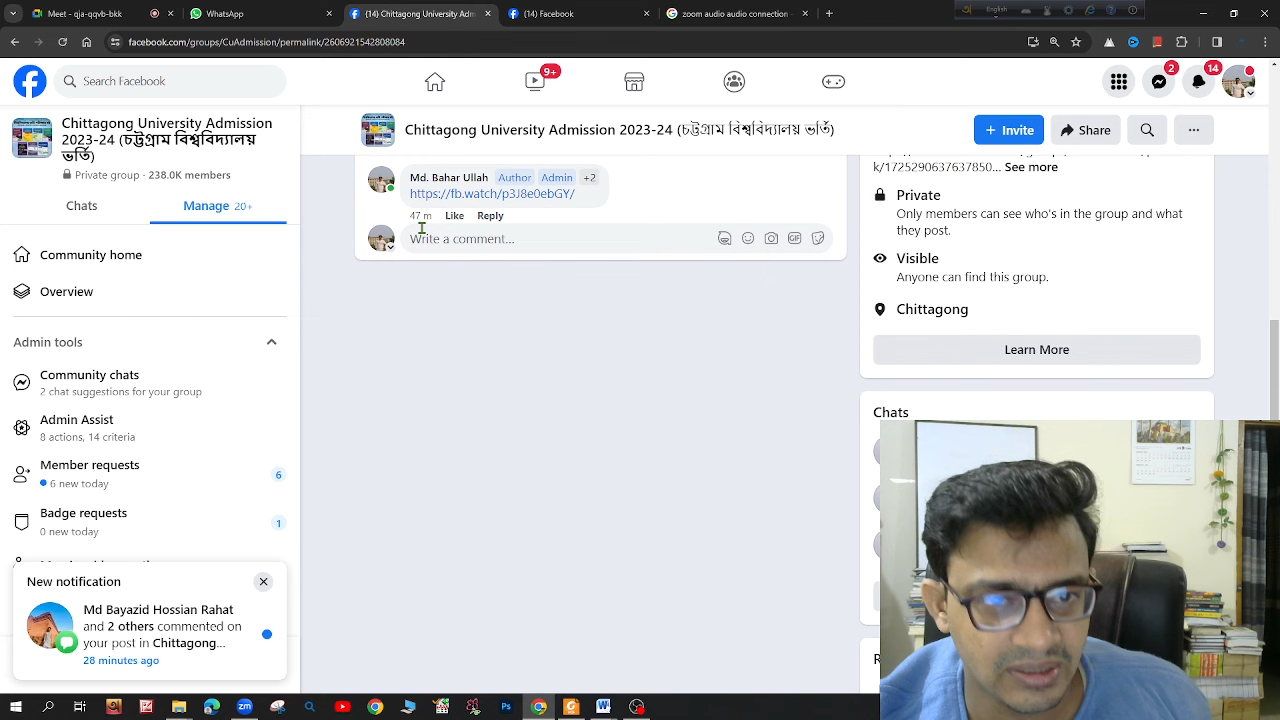 Meet - qja-jqvb-bkk
WhatsApp
(14) Chittagong University Adm
(14) Facebook
zoom audio audio connection -
English
facebook.com/groups/CuAdmission/permalink/2606921542808084
Search Facebook
9+
2
14
Chittagong University Admission
2023-24 (চট্টগ্রাম বিশ্ববিদ্যালয়
ভর্তি)
Private group · 238.0K members
Chats
Manage 20+
Community home
Overview
Admin tools
Community chats
2 chat suggestions for your group
Admin Assist
8 actions, 14 criteria
Member requests
6 new today
6
Badge requests
0 new today
1
New notification
Md Bayazid Hossian Rahat
and 2 others commented on
your post in Chittagong...
28 minutes ago
Chittagong University Admission 2023-24 (চট্টগ্রাম বিশ্ববিদ্যালয় ভর্তি)
Invite
Share
Md. Bahar Ullah Author Admin +2
https://fb.watch/p3J8e0ebGY/
47 m Like Reply
Write a comment...
GIF
k/1725290637637850... See more
Private
Only members can see who's in the group and what
they post.
Visible
Anyone can find this group.
Chittagong
Learn More
Chats